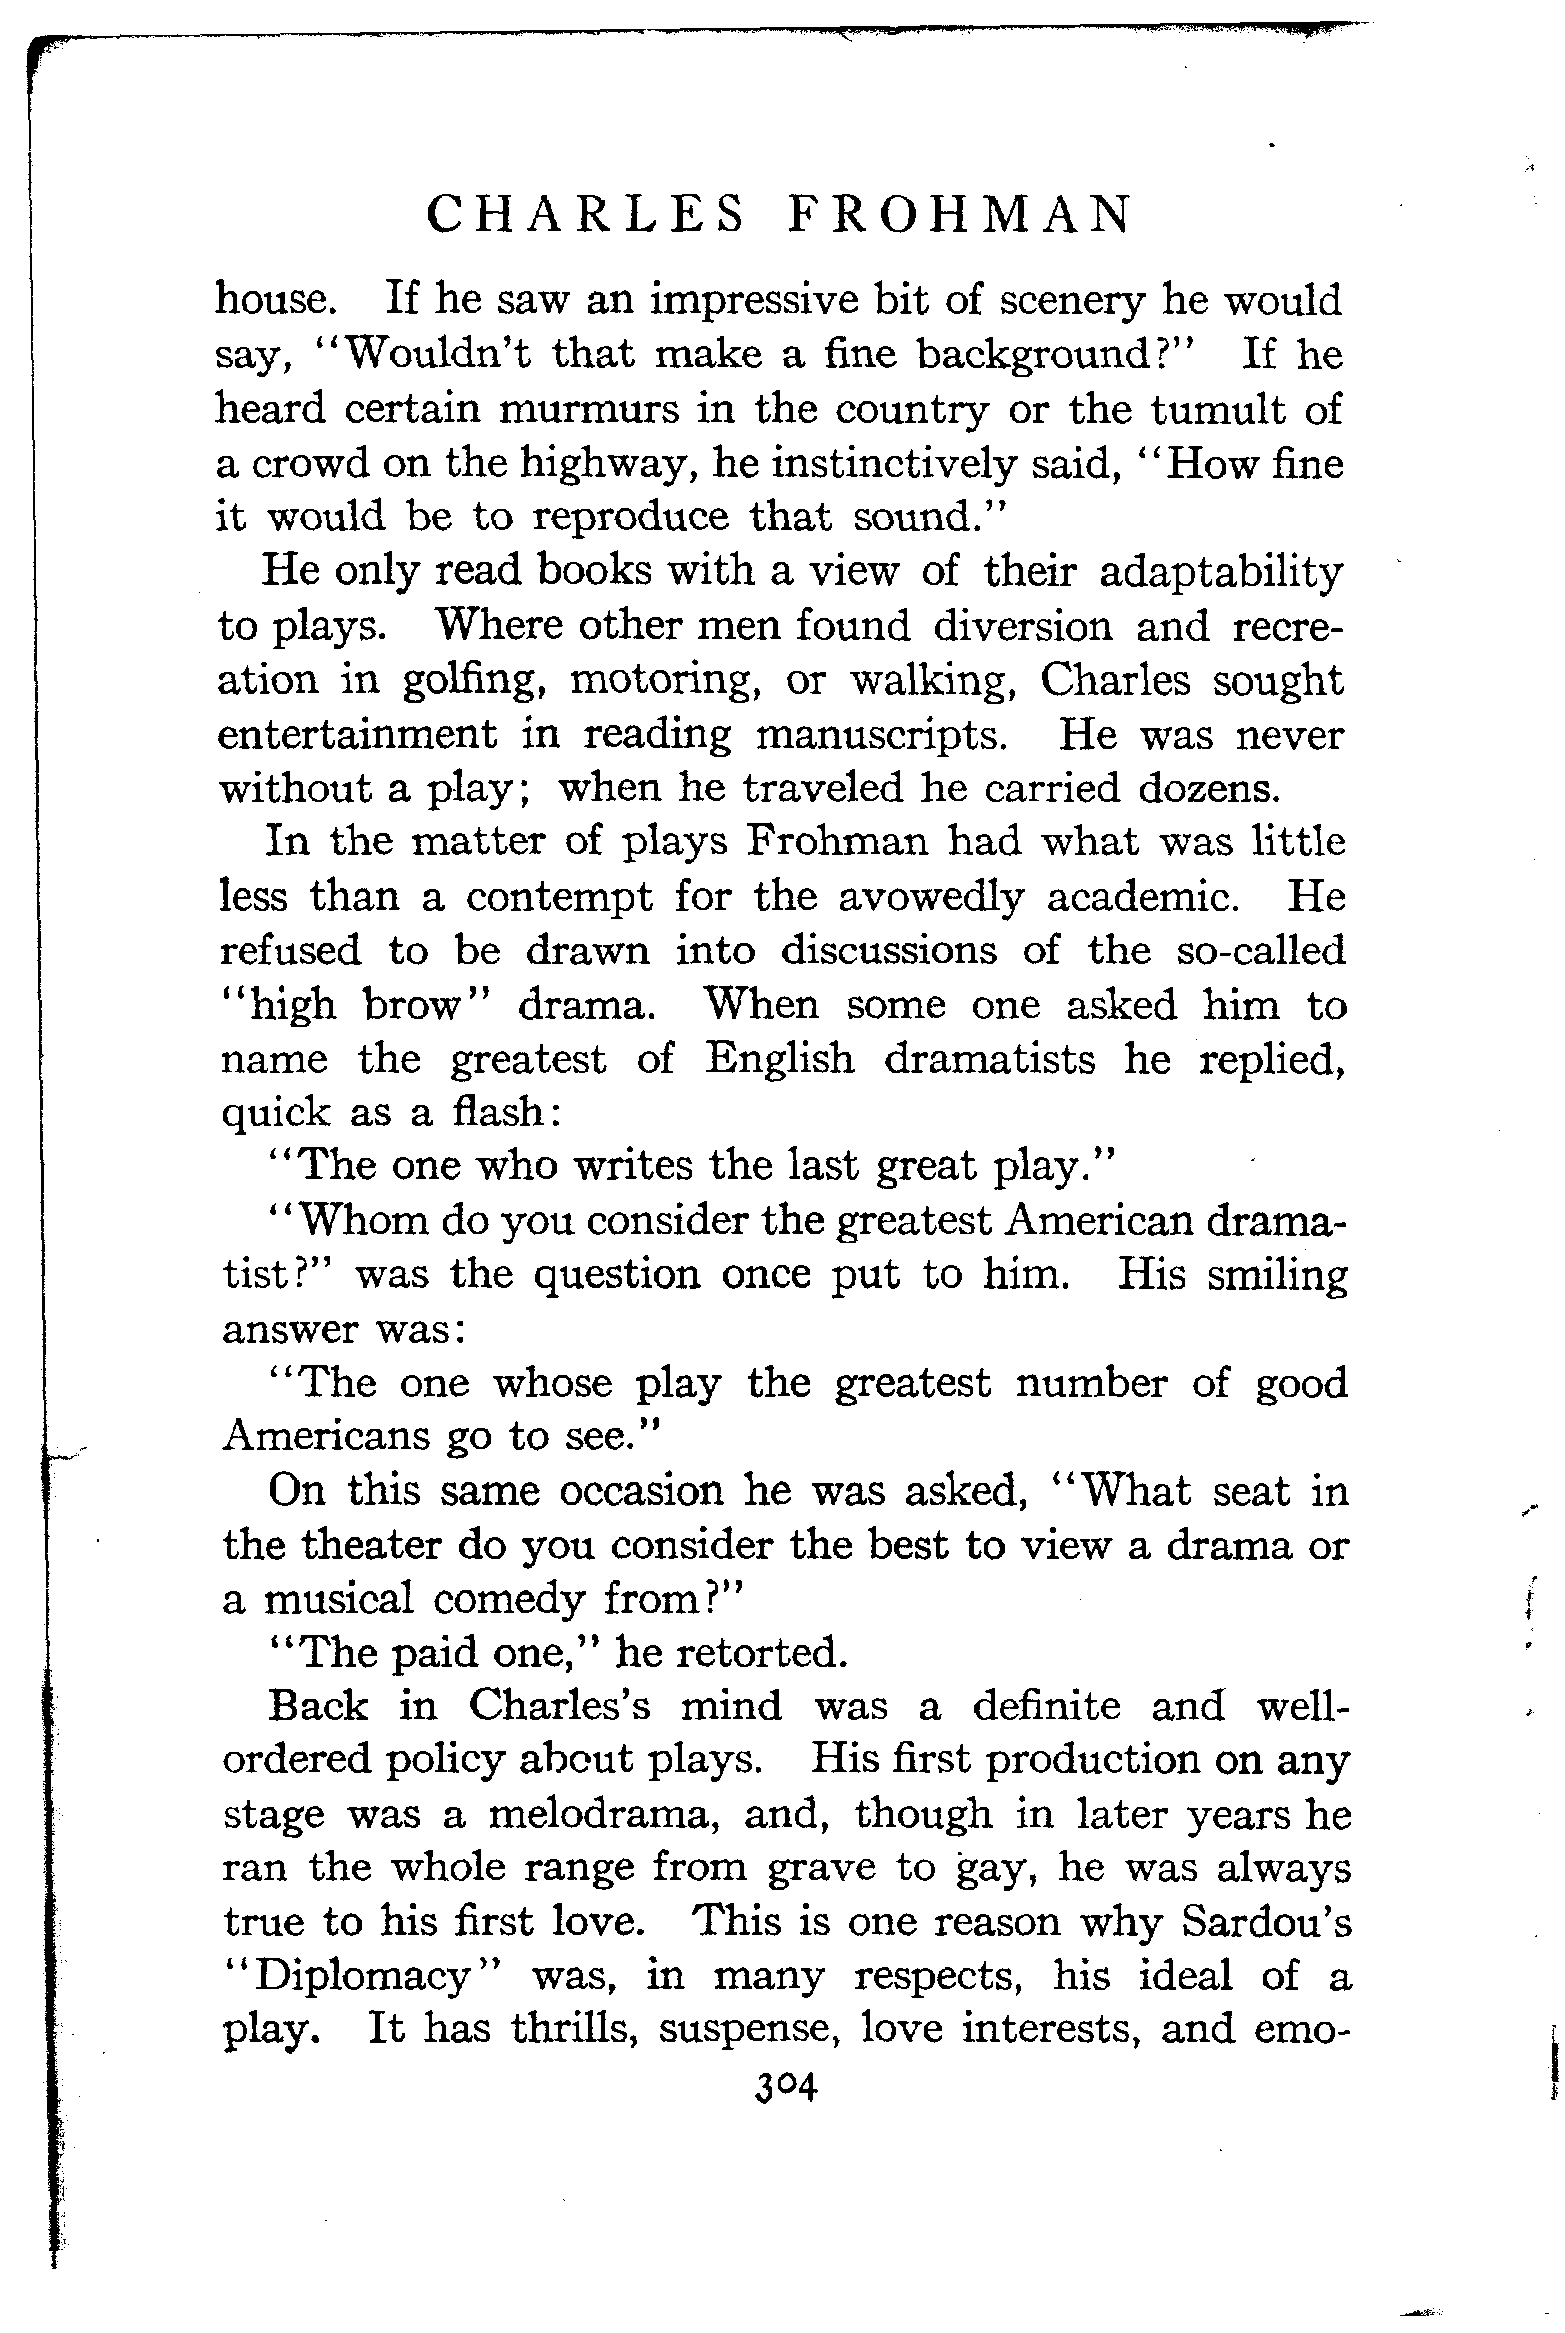 CHARLES FROHMAN
house. If he saw an impressive bit of scenery he would
say, "Wouldn't that make a fine background?" If he
heard certain murmurs in the country or the tumult of
a crowd on the highway, he instinctively said, "How fine
it would be to reproduce that sound."
He only read books with a view of their adaptability
to plays. Where other men found diversion and recre-
ation in golfing, motoring, or walking, Charles sought
entertainment in reading manuscripts. He was never
without a play; when he traveled he carried dozens.
In the matter of plays Frohman had what was little
less than a contempt for the avowedly academic. He
refused to be drawn into discussions of the so-called
"high brow" drama. When some one asked him to
name the greatest of English dramatists he replied,
quick as a flash:
"The one who writes the last great play."
"Whom do you consider the greatest American drama-
tist?" was the question once put to him. His smiling
answer was:
"The one whose play the greatest number of good
Americans go to see."
On this same occasion he was asked, "What seat in
the theater do you consider the best to view a drama or
a musical comedy from?"
"The paid one," he retorted.
Back in Charles's mind was a definite and well-
ordered policy about plays. His first production on any
stage was a melodrama, and, though in later years he
ran the whole range from grave to gay, he was always
true to his first love. This is one reason why Sardou's
"Diplomacy" was, in many respects, his ideal of a
play. It has thrills, suspense, love interests, and emo-
304